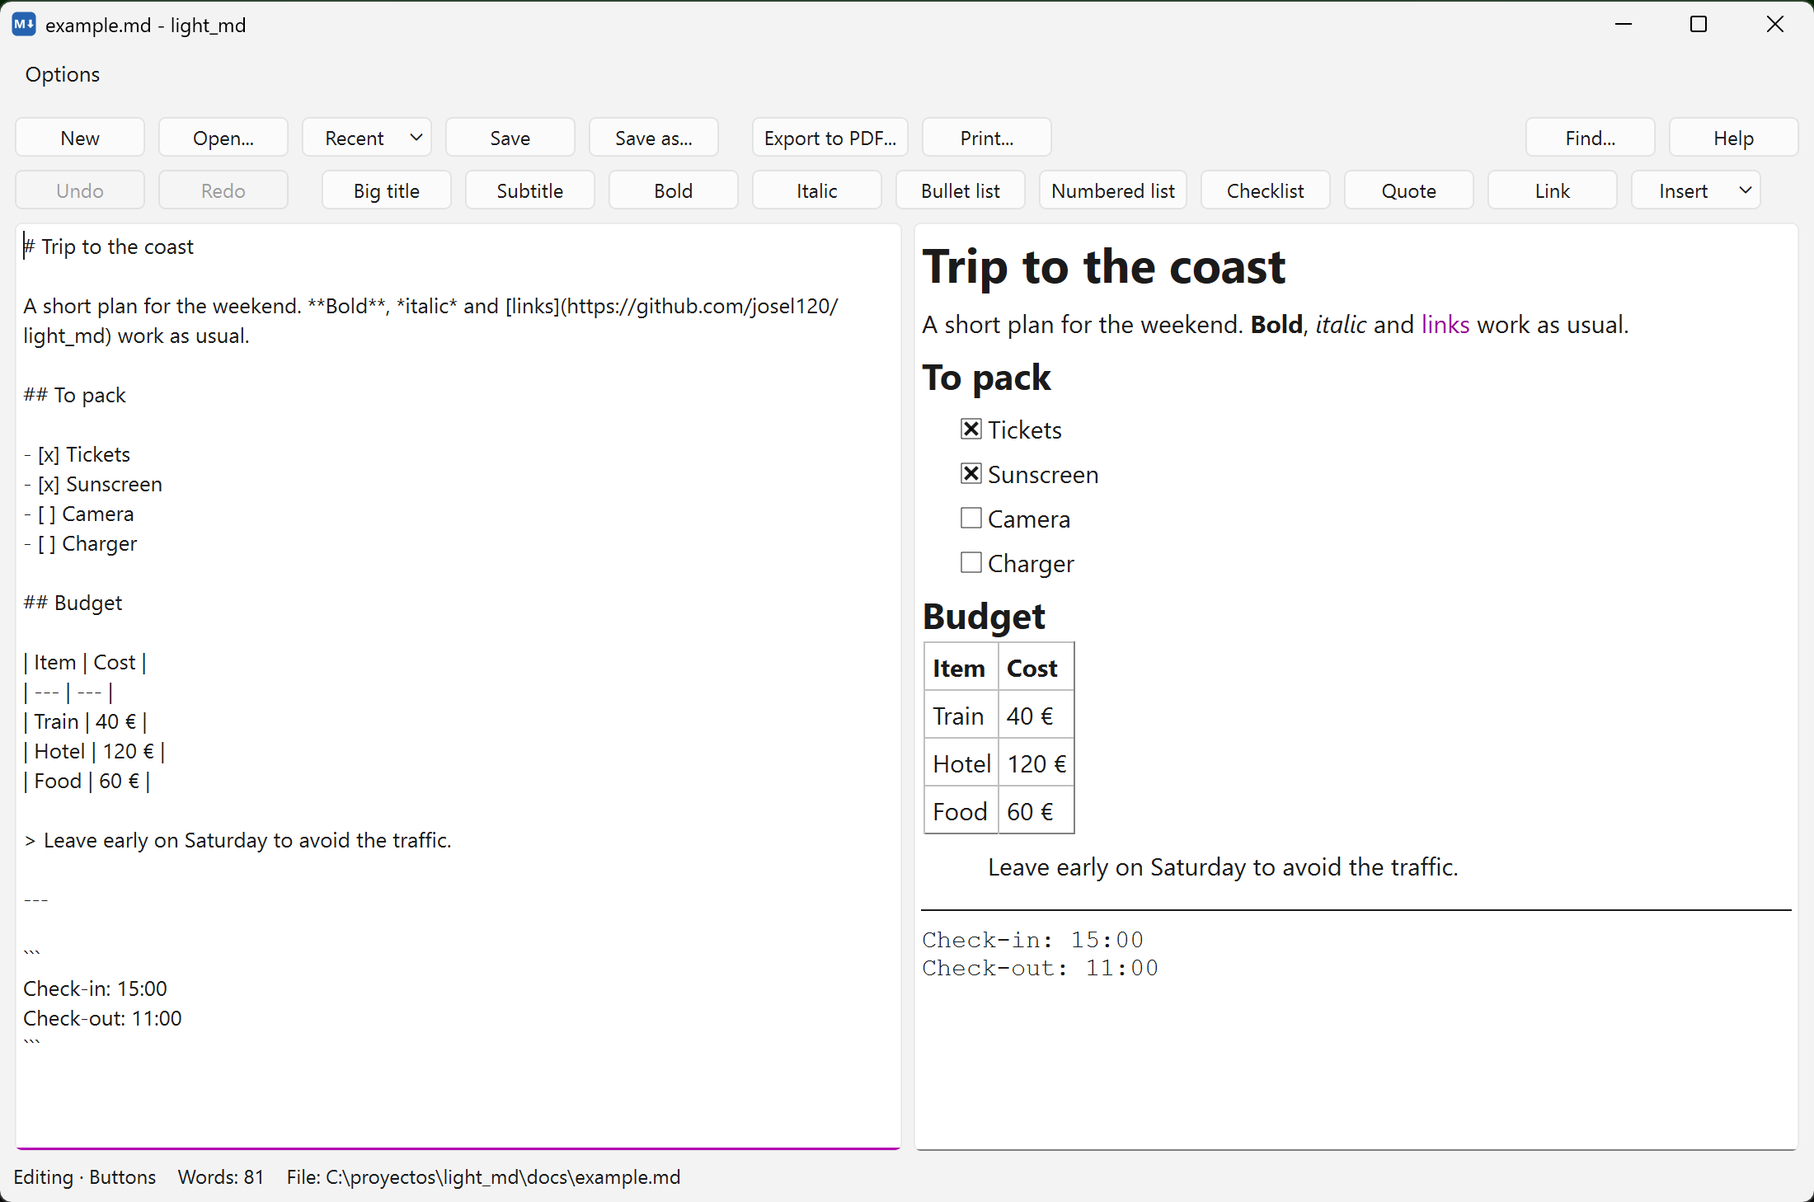 M↓ example.md - light_md
Options
New Open... Recent Save Save as... Export to PDF... Print... Find... Help
Undo Redo Big title Subtitle Bold Italic Bullet list Numbered list Checklist Quote Link Insert
# Trip to the coast
A short plan for the weekend. **Bold**, *italic* and [links](https://github.com/josel120/
light_md) work as usual.
## To pack
- [x] Tickets
- [x] Sunscreen
- [ ] Camera
- [ ] Charger
## Budget
| Item | Cost |
| --- | --- |
| Train | 40 € |
| Hotel | 120 € |
| Food | 60 € |
> Leave early on Saturday to avoid the traffic.
---
```
Check-in: 15:00
Check-out: 11:00
```
Trip to the coast
A short plan for the weekend. Bold, italic and links work as usual.
To pack
Tickets
Sunscreen
Camera
Charger
Budget
Item Cost
Train 40 €
Hotel 120 €
Food 60 €
Leave early on Saturday to avoid the traffic.
Check-in: 15:00
Check-out: 11:00
Editing · Buttons Words: 81 File: C:\proyectos\light_md\docs\example.md